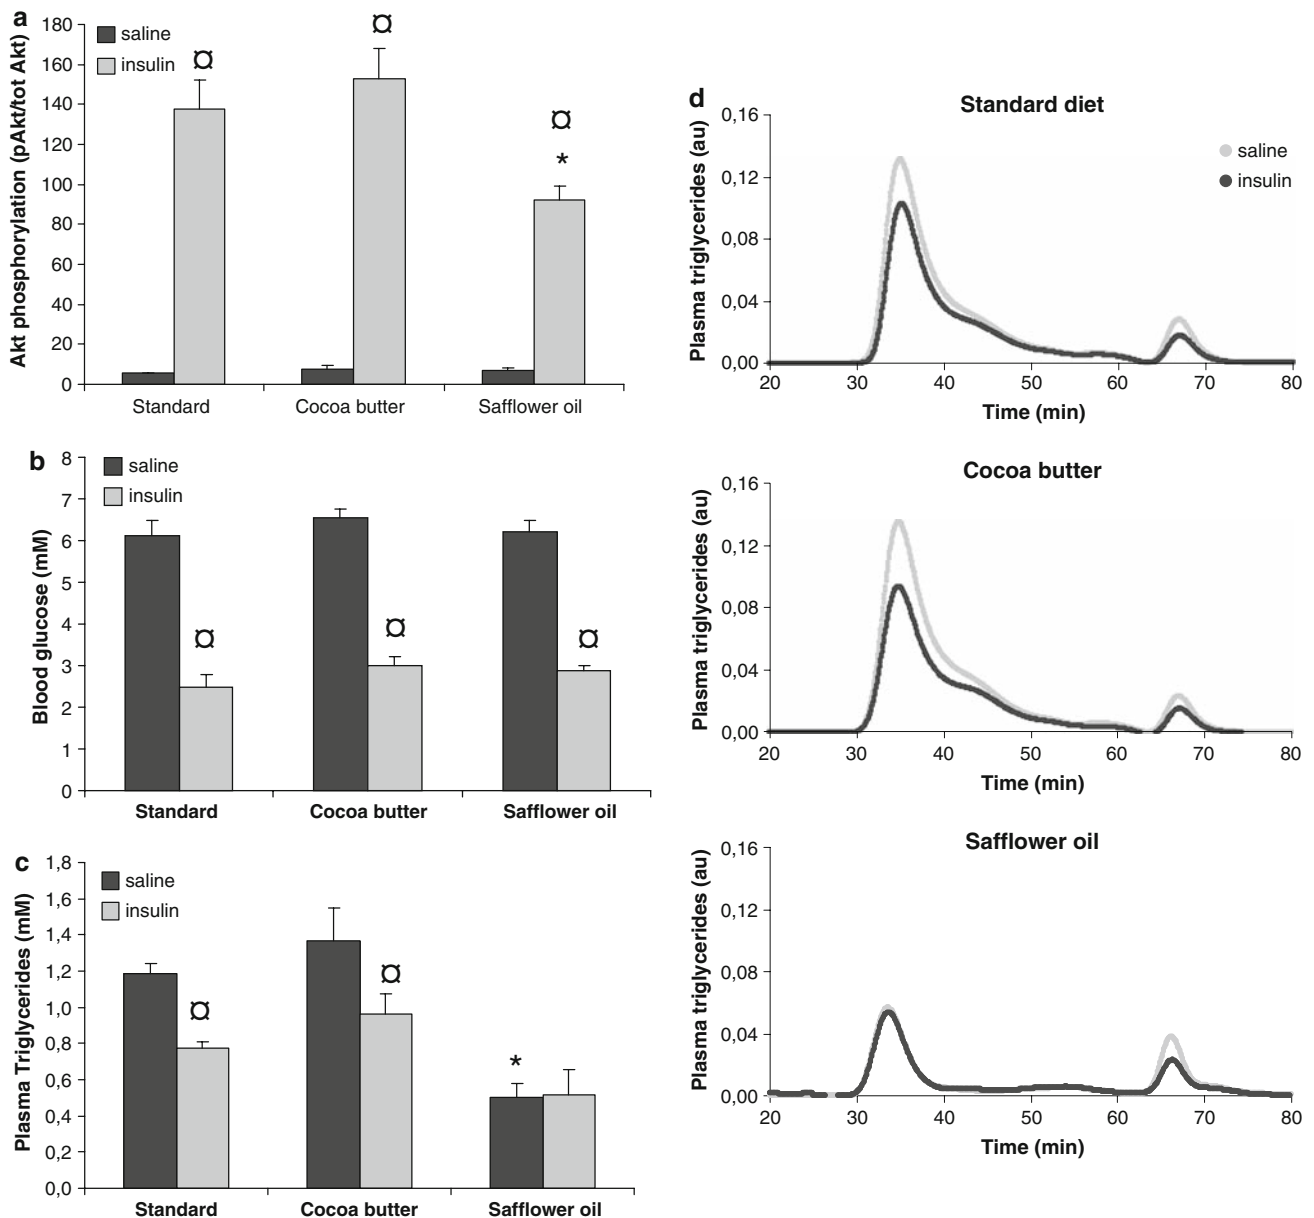 a
Akt phosphorylation (pAkt/tot Akt)
180
160
140
120
100
80
60
40
20
0
saline
insulin
¤
¤
¤
*
Standard
Cocoa butter
Safflower oil
b
Blood glucose (mM)
8
7
6
5
4
3
2
1
0
saline
insulin
¤
¤
¤
Standard
Cocoa butter
Safflower oil
c
Plasma Triglycerides (mM)
1,8
1,6
1,4
1,2
1,0
0,8
0,6
0,4
0,2
0,0
saline
insulin
¤
¤
*
Standard
Cocoa butter
Safflower oil
d
Standard diet
Plasma triglycerides (au)
0,16
0,12
0,08
0,04
0,00
saline
insulin
20 30 40 50 60 70 80
Time (min)
Cocoa butter
Plasma triglycerides (au)
0,16
0,12
0,08
0,04
0,00
20 30 40 50 60 70 80
Time (min)
Safflower oil
Plasma triglycerides (au)
0,16
0,12
0,08
0,04
0,00
20 30 40 50 60 70 80
Time (min)